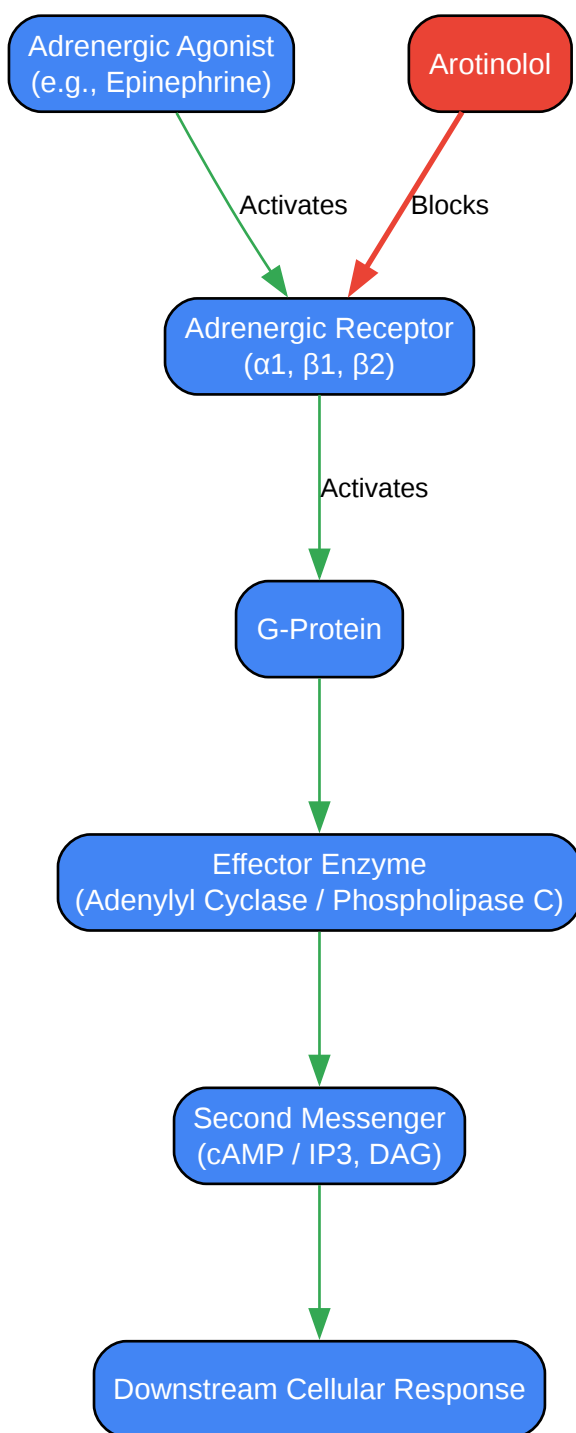 Adrenergic Agonist
(e.g., Epinephrine)
Arotinolol
Activates
Blocks
Adrenergic Receptor
(α1, β1, β2)
Activates
G-Protein
Effector Enzyme
(Adenylyl Cyclase / Phospholipase C)
Second Messenger
(cAMP / IP3, DAG)
Downstream Cellular Response